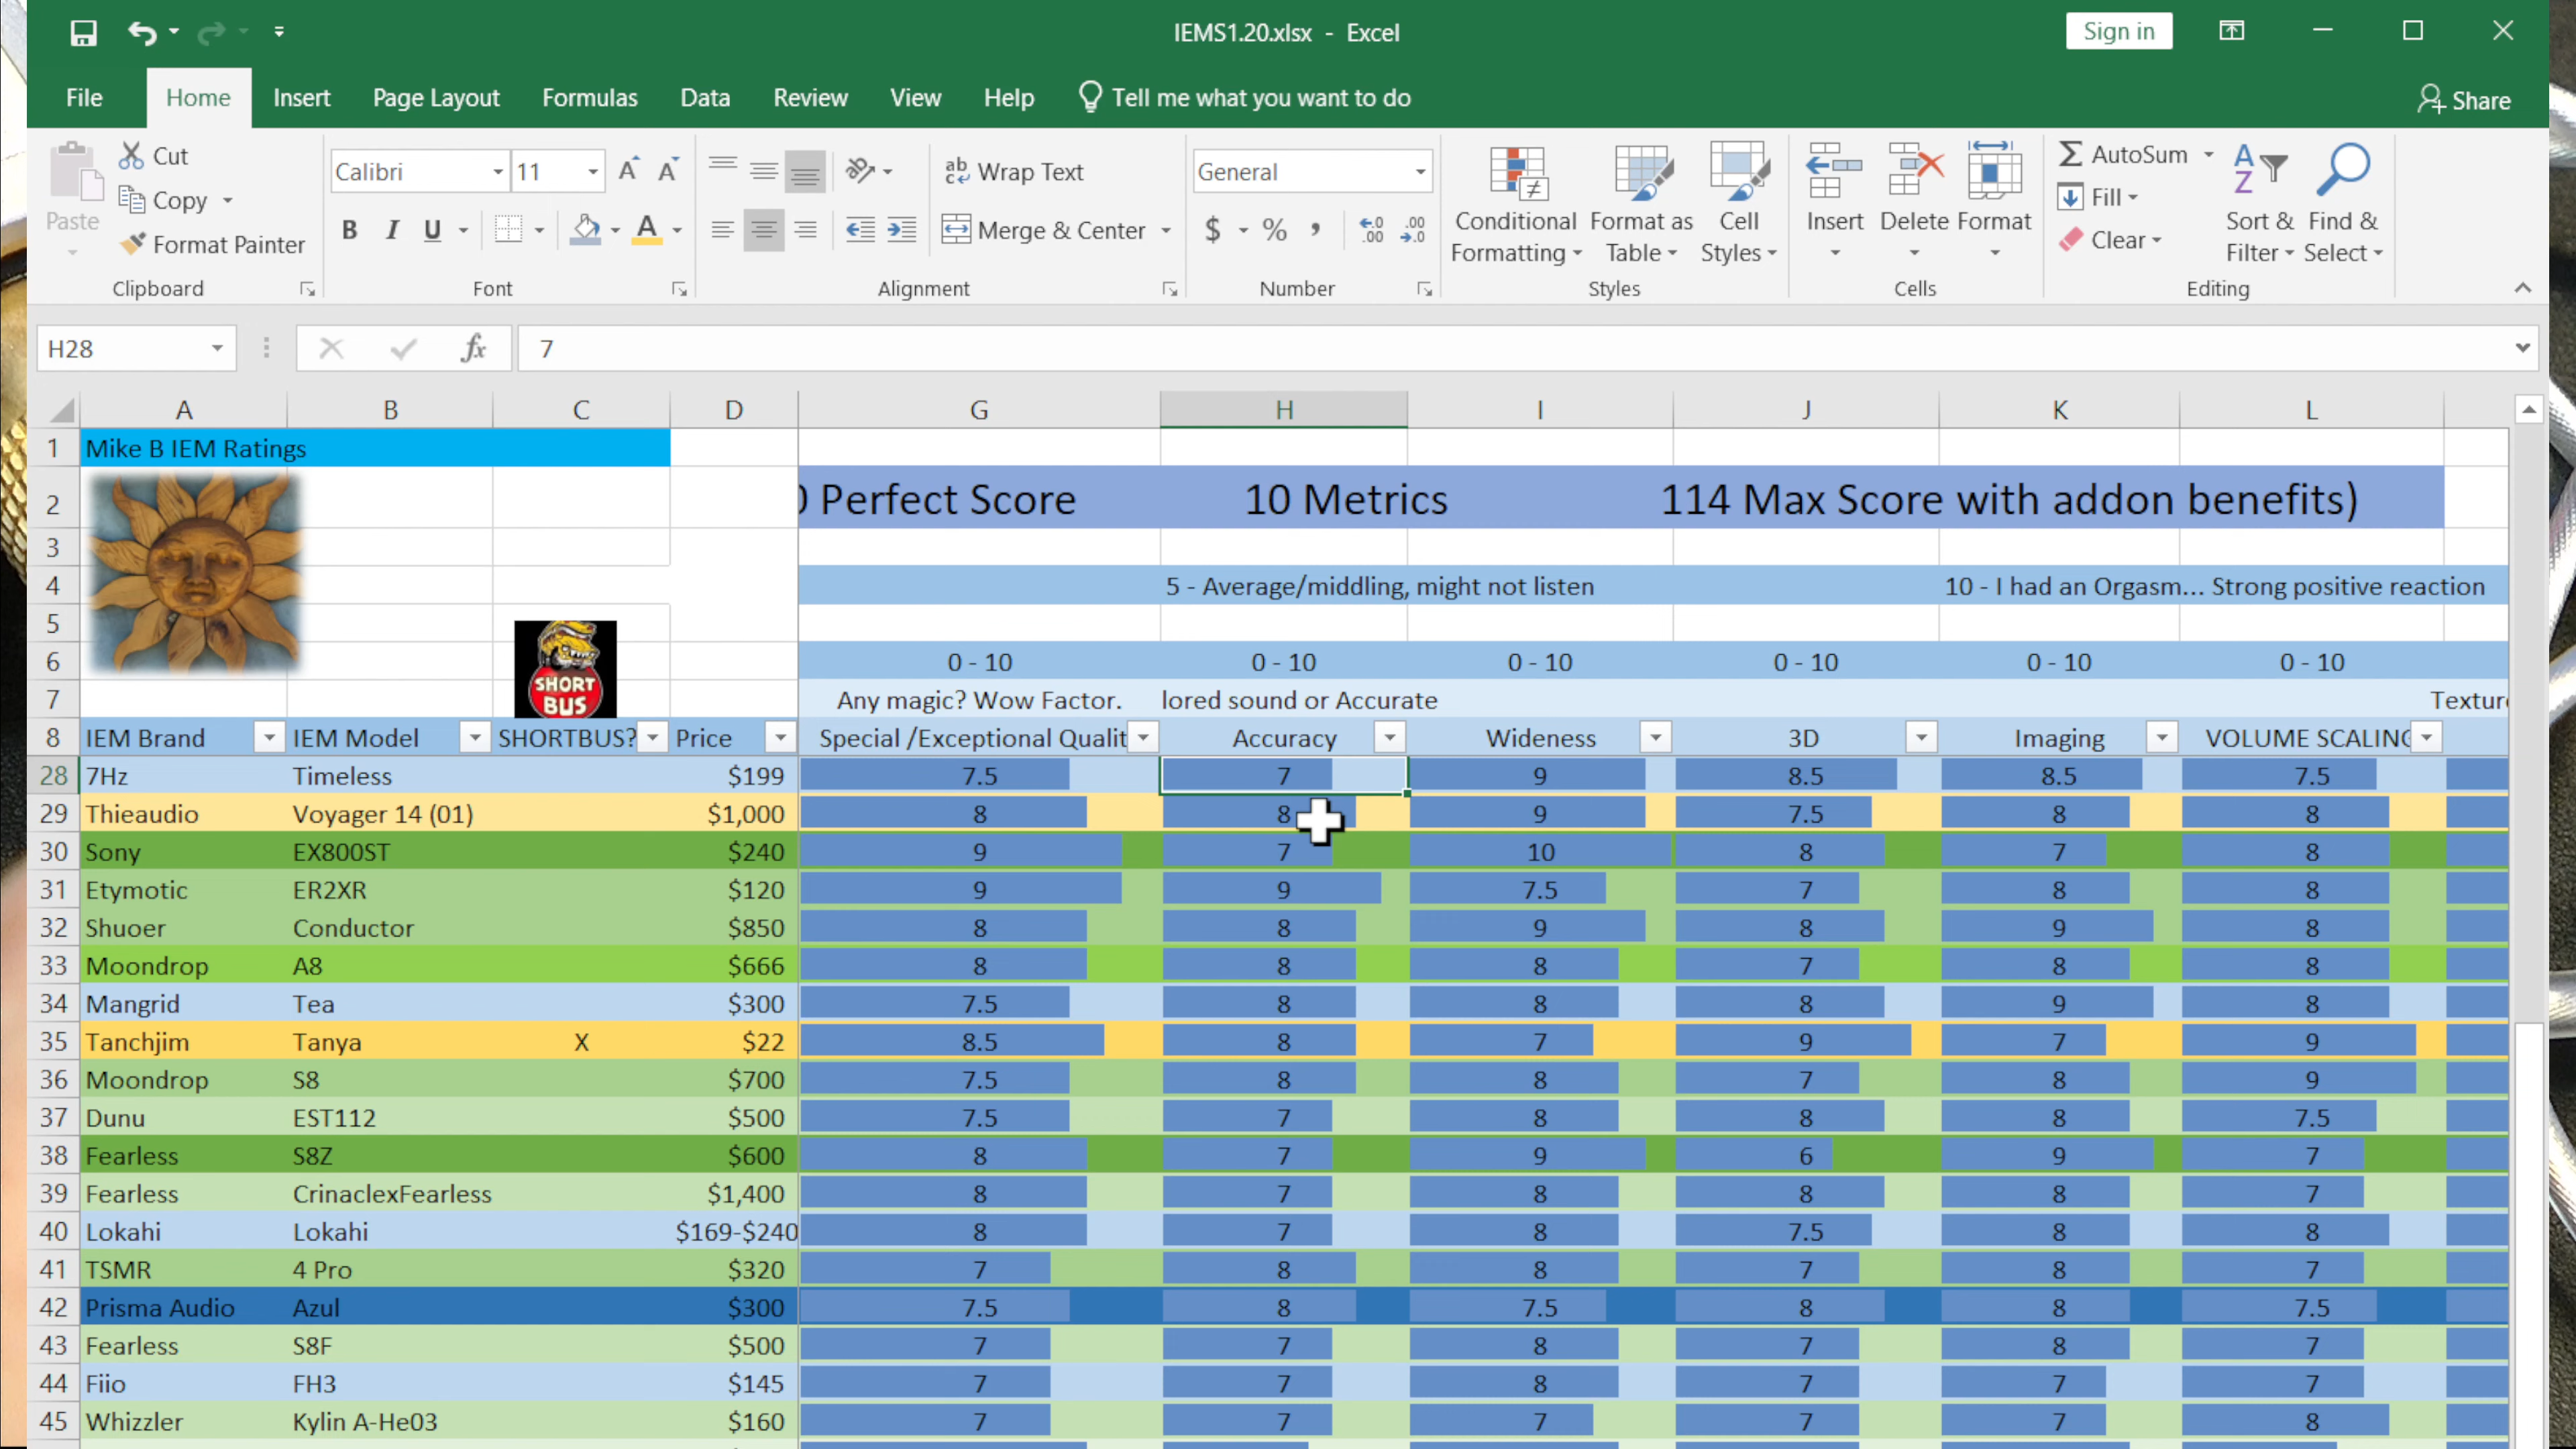 IEMS1.20.xlsx - Excel
Sign in
File Home Insert Page Layout Formulas Data Review View Help Tell me what you want to do Share
Paste
Cut
Copy
Format Painter
Clipboard
Calibri 11
B I U
Font
Wrap Text
Merge & Center
Alignment
General
$ % ,
Number
Conditional Formatting
Format as Table
Cell Styles
Styles
Insert Delete Format
Cells
AutoSum
Fill
Clear
Sort & Filter
Find & Select
Editing
H28 fx 7
A B C D G H I J K L
1 Mike B IEM Ratings
2 Perfect Score 10 Metrics 114 Max Score with addon benefits)
3
4 5 - Average/middling, might not listen 10 - I had an Orgasm... Strong positive reaction
5
SHORT
BUS
6 0 - 10 0 - 10 0 - 10 0 - 10 0 - 10 0 - 10
7 Any magic? Wow Factor. lored sound or Accurate Textur
8 IEM Brand IEM Model SHORTBUS? Price Special /Exceptional Qualit Accuracy Wideness 3D Imaging VOLUME SCALING
28 7Hz Timeless $199 7.5 7 9 8.5 8.5 7.5
29 Thieaudio Voyager 14 (01) $1,000 8 8 9 7.5 8 8
30 Sony EX800ST $240 9 7 10 8 7 8
31 Etymotic ER2XR $120 9 9 7.5 7 8 8
32 Shuoer Conductor $850 8 8 9 8 9 8
33 Moondrop A8 $666 8 8 8 7 8 8
34 Mangrid Tea $300 7.5 8 8 8 9 8
35 Tanchjim Tanya X $22 8.5 8 7 9 7 9
36 Moondrop S8 $700 7.5 8 8 7 8 9
37 Dunu EST112 $500 7.5 7 8 8 8 7.5
38 Fearless S8Z $600 8 7 9 6 9 7
39 Fearless CrinaclexFearless $1,400 8 7 8 8 8 7
40 Lokahi Lokahi $169-$240 8 7 8 7.5 8 8
41 TSMR 4 Pro $320 7 8 8 7 8 7
42 Prisma Audio Azul $300 7.5 8 7.5 8 8 7.5
43 Fearless S8F $500 7 7 8 7 8 7
44 Fiio FH3 $145 7 7 8 7 7 7
45 Whizzler Kylin A-He03 $160 7 7 7 7 7 8